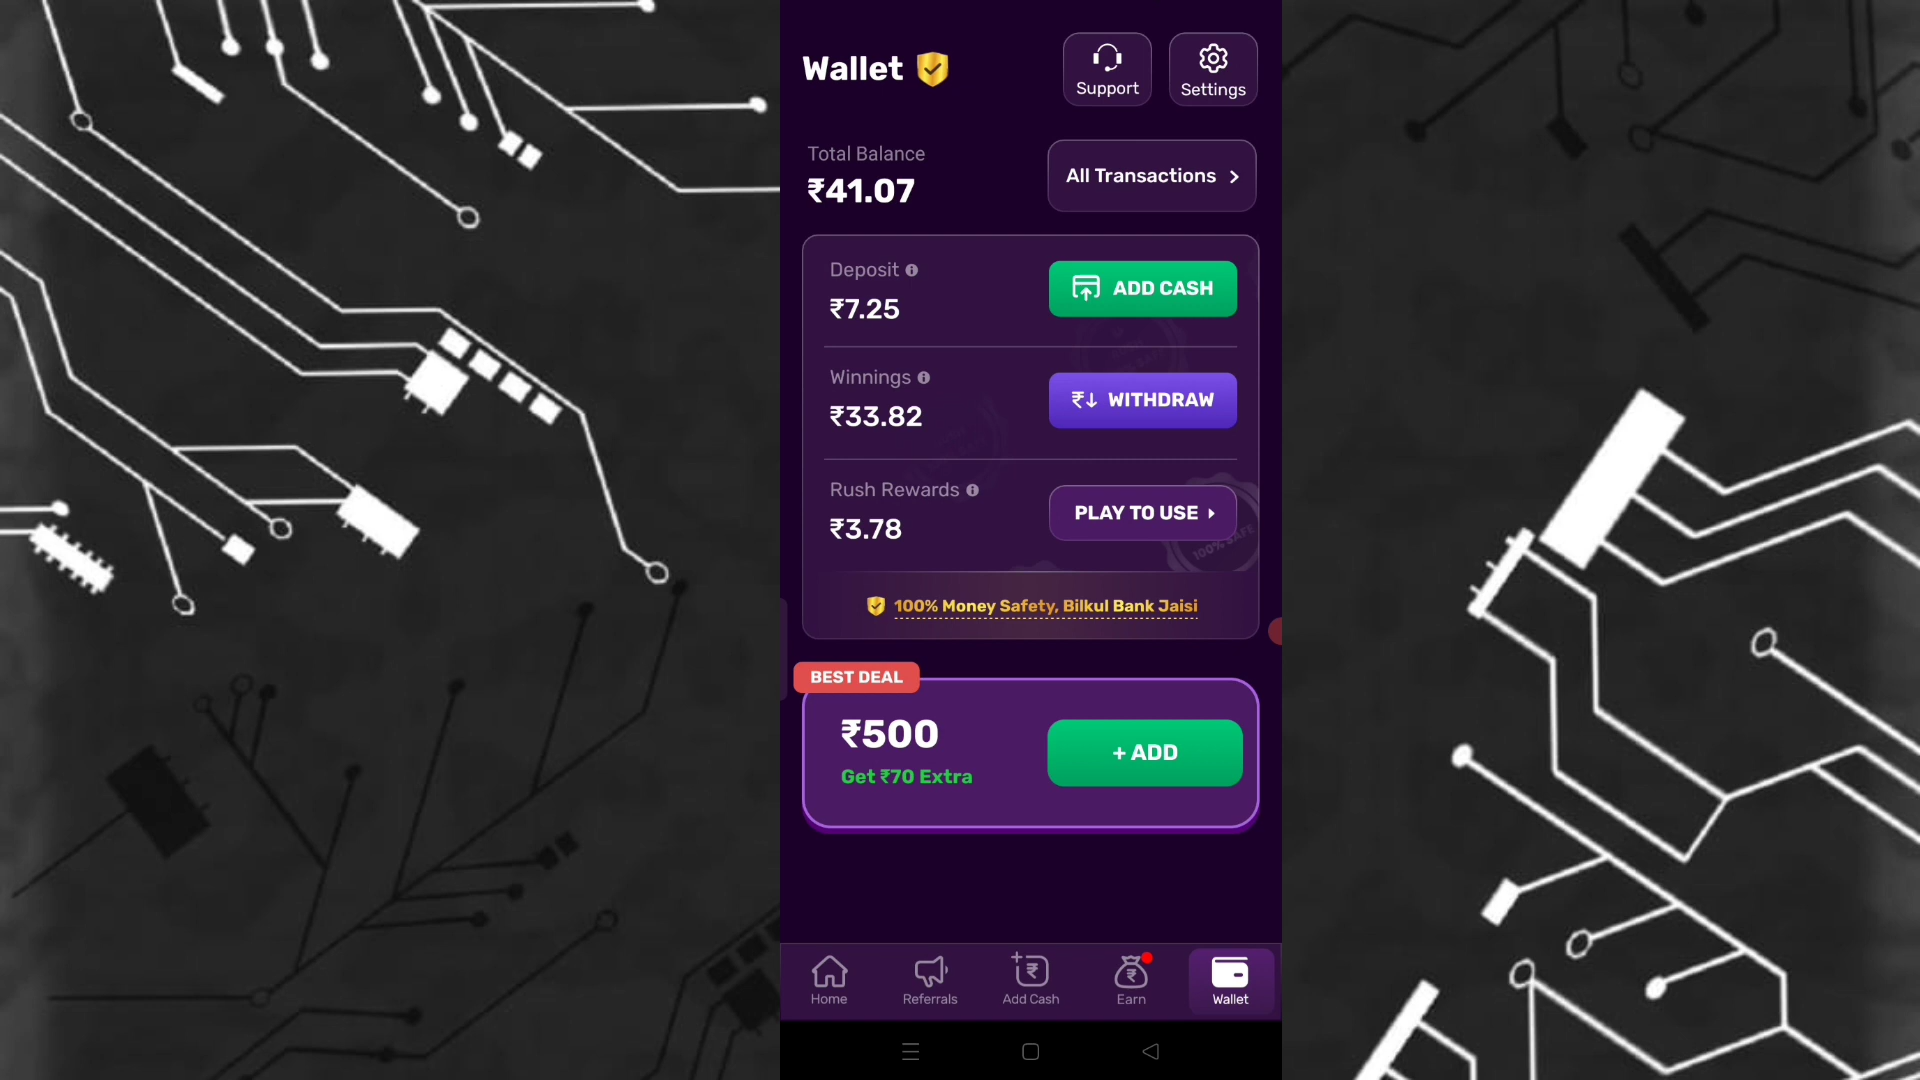 Wallet
Support
Settings
Total Balance
₹41.07
All Transactions
Deposit
₹7.25
ADD CASH
Winnings
₹33.82
WITHDRAW
Rush Rewards
₹3.78
PLAY TO USE
100% SAFE
100% Money Safety, Bilkul Bank Jaisi
BEST DEAL
₹500
Get ₹70 Extra
+ ADD
Home
Referrals
Add Cash
Earn
Wallet